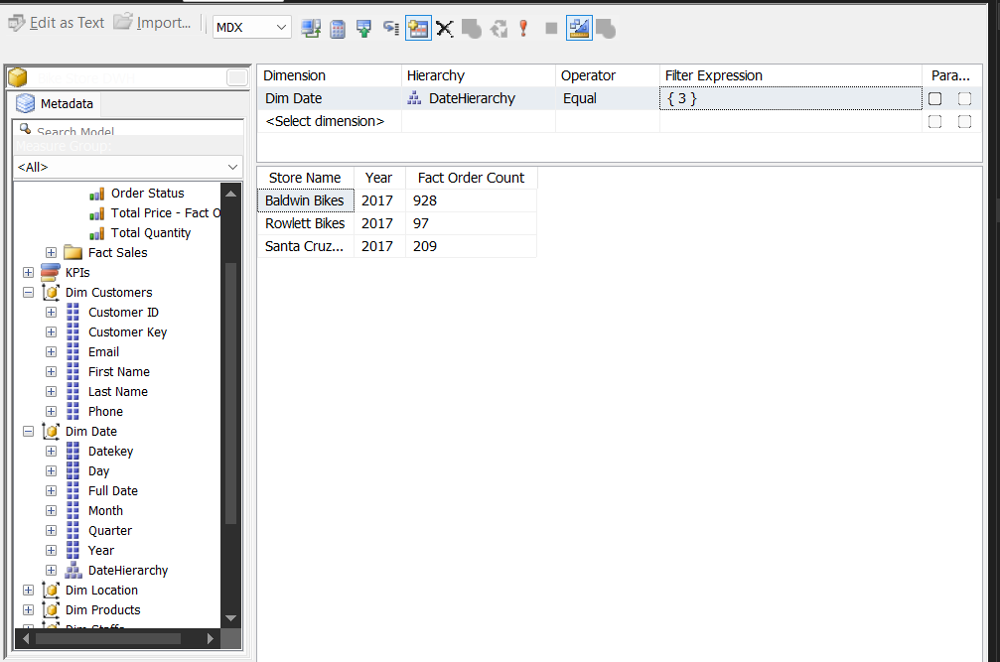 Edit as Text Import... MDX
Dimension Hierarchy Operator Filter Expression Para...
Dim Date DateHierarchy Equal { 3 }
<Select dimension>
Metadata
Search Model
Measure Group:
<All>
Order Status
Total Price - Fact O
Total Quantity
Fact Sales
KPIs
Dim Customers
Customer ID
Customer Key
Email
First Name
Last Name
Phone
Dim Date
Datekey
Day
Full Date
Month
Quarter
Year
DateHierarchy
Dim Location
Dim Products
Dim Staffs
Store Name Year Fact Order Count
Baldwin Bikes 2017 928
Rowlett Bikes 2017 97
Santa Cruz... 2017 209